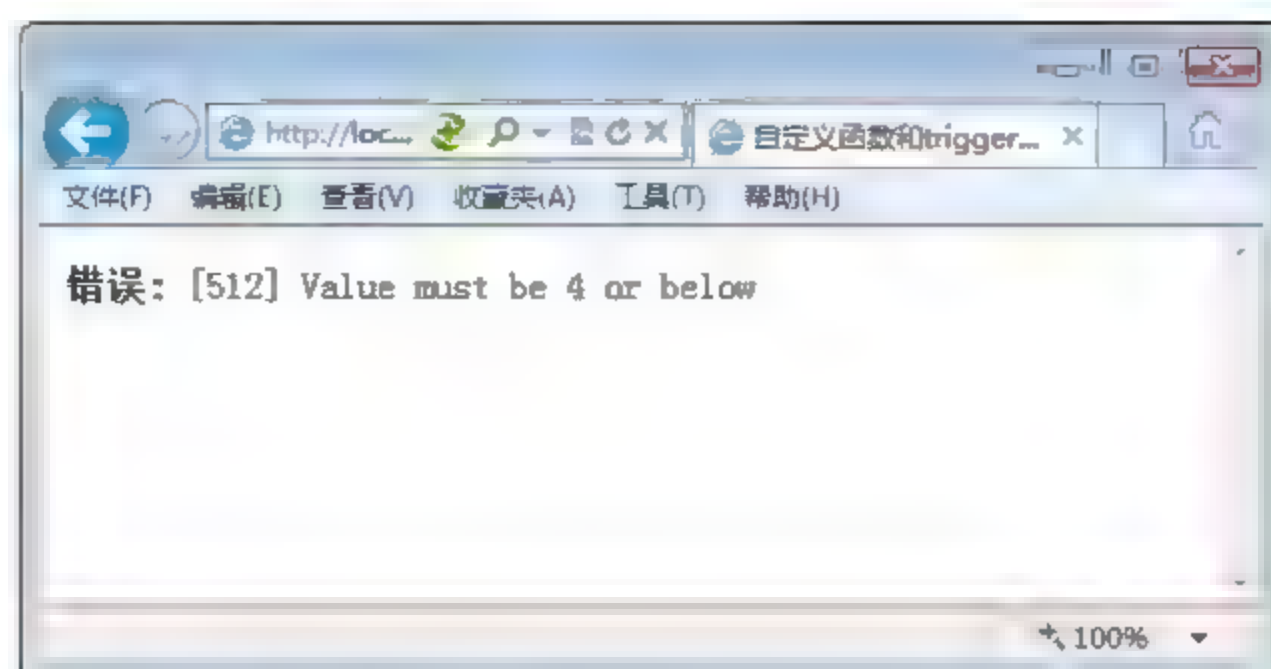 http://loc...
自定义函数和trigger...
文件(F) 编辑(E) 查看(V) 收藏夹(A) 工具(T) 帮助(H)
错误: [512] Value must be 4 or below
100%